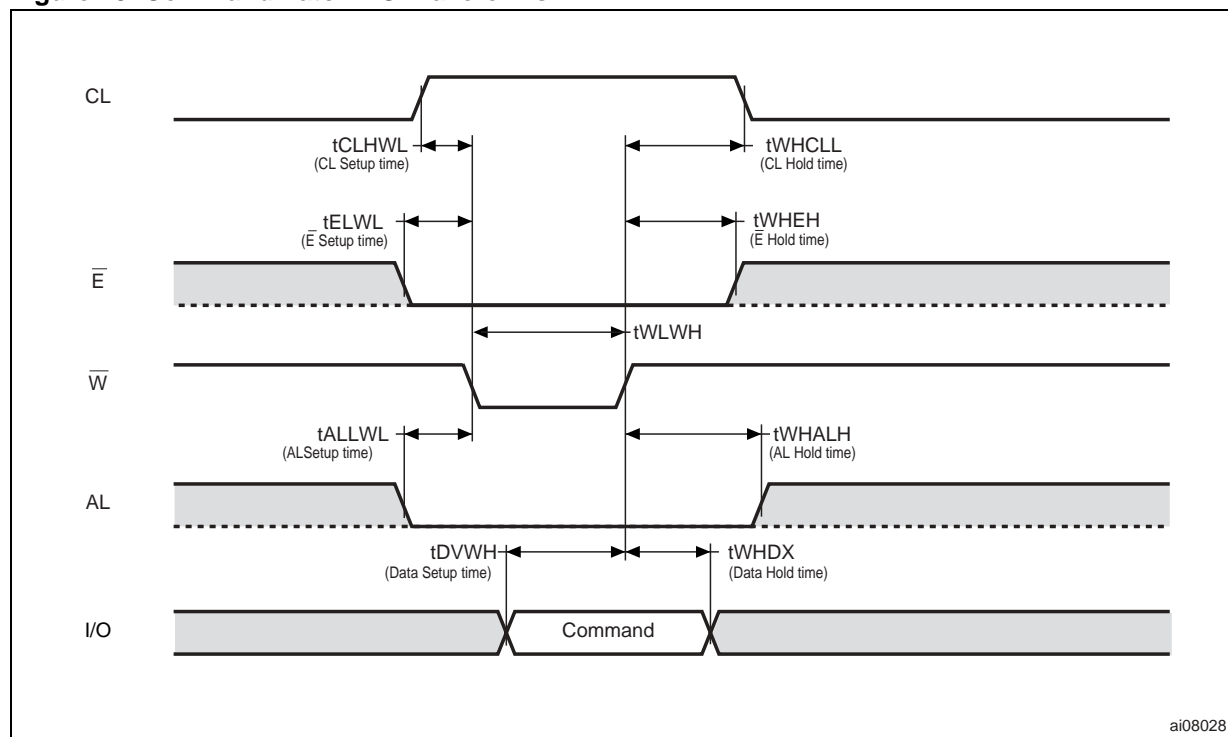 CL
tCLHWL
(CL Setup time)
tWHCLL
(CL Hold time)
tELWL
(E̅ Setup time)
tWHEH
(E̅ Hold time)
E̅
tWLWH
W̅
tALLWL
(ALSetup time)
tWHALH
(AL Hold time)
AL
tDVWH
(Data Setup time)
tWHDX
(Data Hold time)
I/O
Command
ai08028